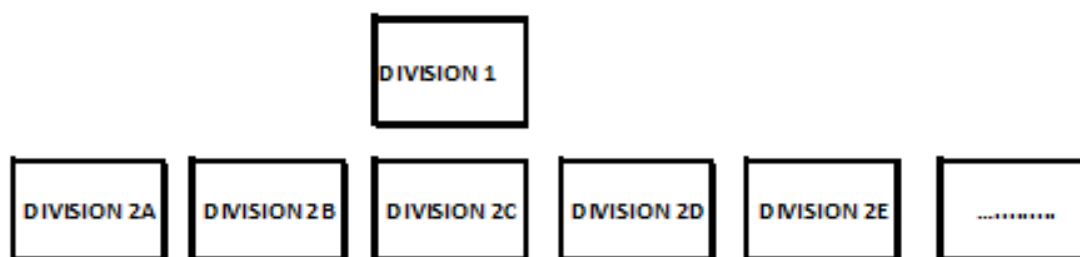 DIVISION 1
DIVISION 2A
DIVISION 2B
DIVISION 2C
DIVISION 2D
DIVISION 2E
...........